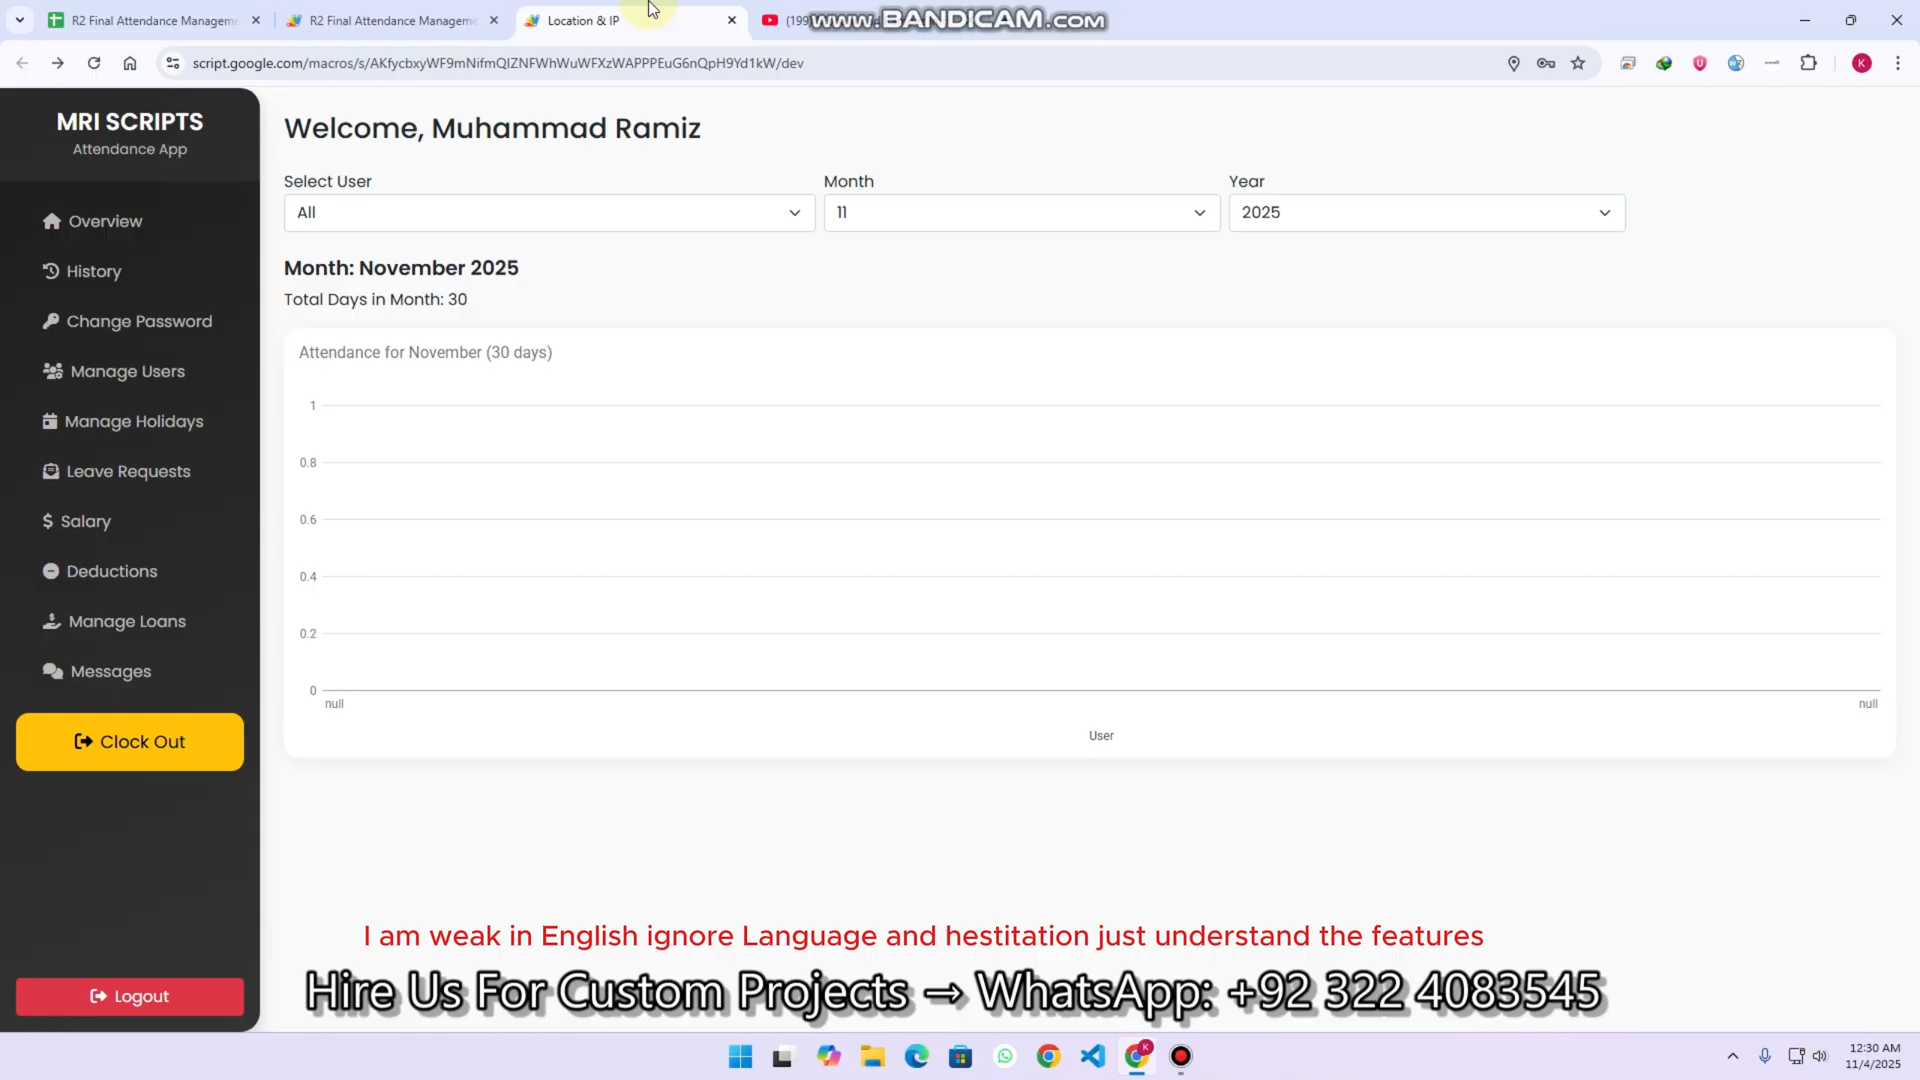 R2 Final Attendance Manageme
R2 Final Attendance Manageme
Location & IP
(199)
www.BANDICAM.com
script.google.com/macros/s/AKfycbxyWF9mNifmQIZNFWhWuWFXzWAPPPEuG6nQpH9Yd1kW/dev
K
MRI SCRIPTS
Attendance App
Overview
History
Change Password
Manage Users
Manage Holidays
Leave Requests
Salary
Deductions
Manage Loans
Messages
Clock Out
Logout
Welcome, Muhammad Ramiz
Select User
Month
Year
All
11
2025
Month: November 2025
Total Days in Month: 30
Attendance for November (30 days)
1
0.8
0.6
0.4
0.2
0
null
null
User
I am weak in English ignore Language and hestitation just understand the features
Hire Us For Custom Projects → WhatsApp: +92 322 4083545
K
12:30 AM
11/4/2025